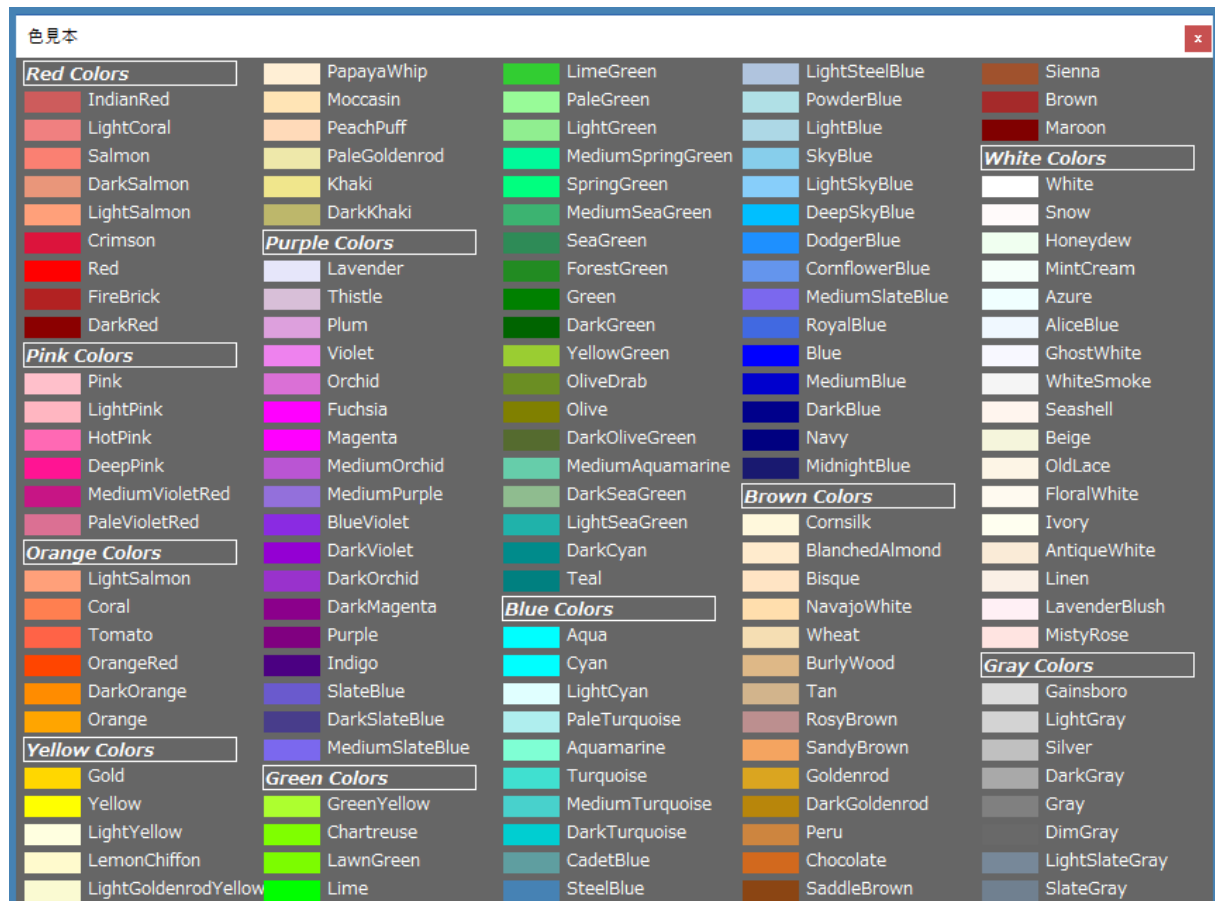 色見本
x
Red Colors
IndianRed
LightCoral
Salmon
DarkSalmon
LightSalmon
Crimson
Red
FireBrick
DarkRed
Pink Colors
Pink
LightPink
HotPink
DeepPink
MediumVioletRed
PaleVioletRed
Orange Colors
LightSalmon
Coral
Tomato
OrangeRed
DarkOrange
Orange
Yellow Colors
Gold
Yellow
LightYellow
LemonChiffon
LightGoldenrodYellow
PapayaWhip
Moccasin
PeachPuff
PaleGoldenrod
Khaki
DarkKhaki
Purple Colors
Lavender
Thistle
Plum
Violet
Orchid
Fuchsia
Magenta
MediumOrchid
MediumPurple
BlueViolet
DarkViolet
DarkOrchid
DarkMagenta
Purple
Indigo
SlateBlue
DarkSlateBlue
MediumSlateBlue
Green Colors
GreenYellow
Chartreuse
LawnGreen
Lime
LimeGreen
PaleGreen
LightGreen
MediumSpringGreen
SpringGreen
MediumSeaGreen
SeaGreen
ForestGreen
Green
DarkGreen
YellowGreen
OliveDrab
Olive
DarkOliveGreen
MediumAquamarine
DarkSeaGreen
LightSeaGreen
DarkCyan
Teal
Blue Colors
Aqua
Cyan
LightCyan
PaleTurquoise
Aquamarine
Turquoise
MediumTurquoise
DarkTurquoise
CadetBlue
SteelBlue
LightSteelBlue
PowderBlue
LightBlue
SkyBlue
LightSkyBlue
DeepSkyBlue
DodgerBlue
CornflowerBlue
MediumSlateBlue
RoyalBlue
Blue
MediumBlue
DarkBlue
Navy
MidnightBlue
Brown Colors
Cornsilk
BlanchedAlmond
Bisque
NavajoWhite
Wheat
BurlyWood
Tan
RosyBrown
SandyBrown
Goldenrod
DarkGoldenrod
Peru
Chocolate
SaddleBrown
Sienna
Brown
Maroon
White Colors
White
Snow
Honeydew
MintCream
Azure
AliceBlue
GhostWhite
WhiteSmoke
Seashell
Beige
OldLace
FloralWhite
Ivory
AntiqueWhite
Linen
LavenderBlush
MistyRose
Gray Colors
Gainsboro
LightGray
Silver
DarkGray
Gray
DimGray
LightSlateGray
SlateGray